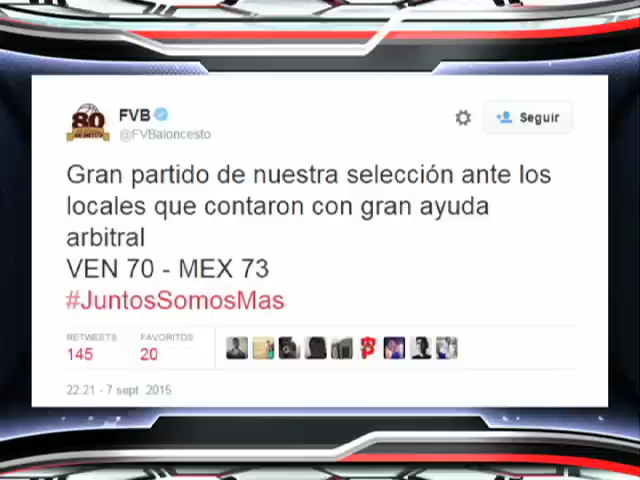 80
FVB
@FVBaloncesto
Seguir
Gran partido de nuestra selección ante los
locales que contaron con gran ayuda
arbitral
VEN 70 - MEX 73
#JuntosSomosMas
RETWEETS
FAVORITOS
145
20
22:21 - 7 sept. 2015